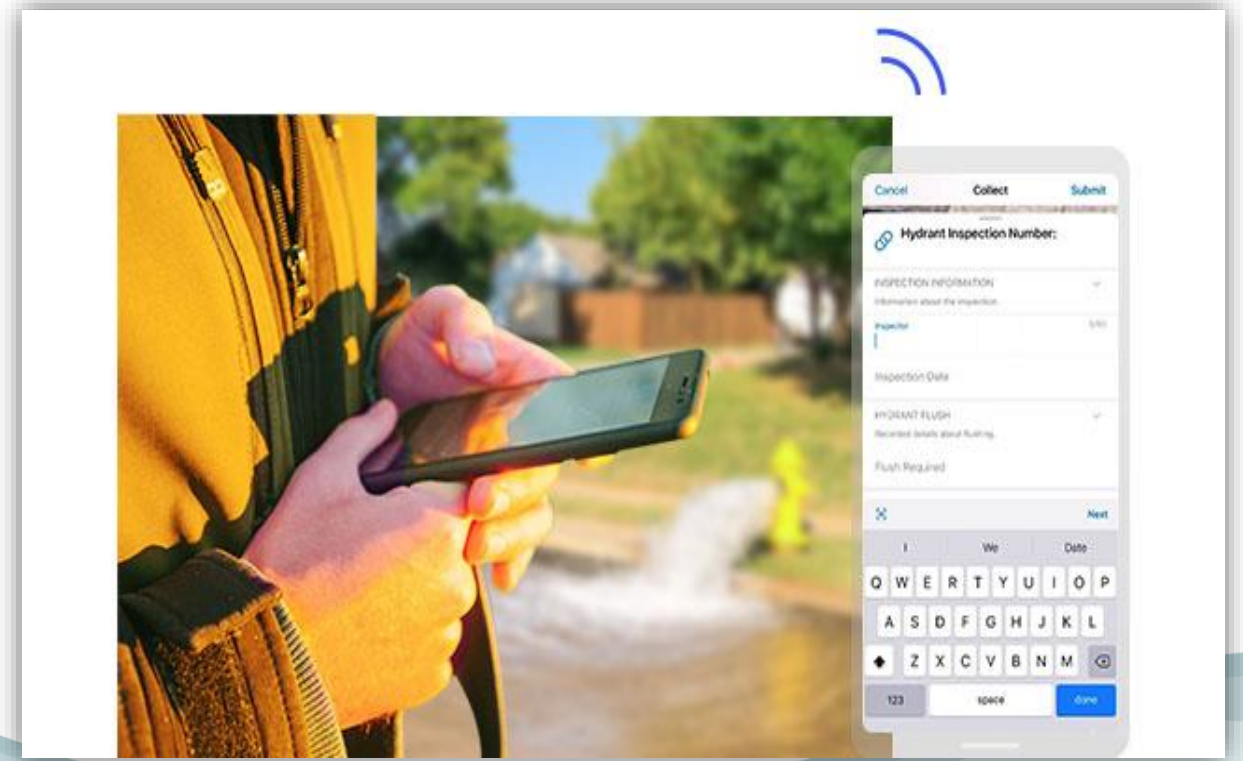 Cancel Collect Submit
Hydrant Inspection Number:
INSPECTION INFORMATION
Information about the inspection.
Inspector
Inspection Date
HYDRANT FLUSH
Recorded details about flushing.
Flush Required
Next
I We Date
Q W E R T Y U I O P
A S D F G H J K L
Z X C V B N M
123 space done